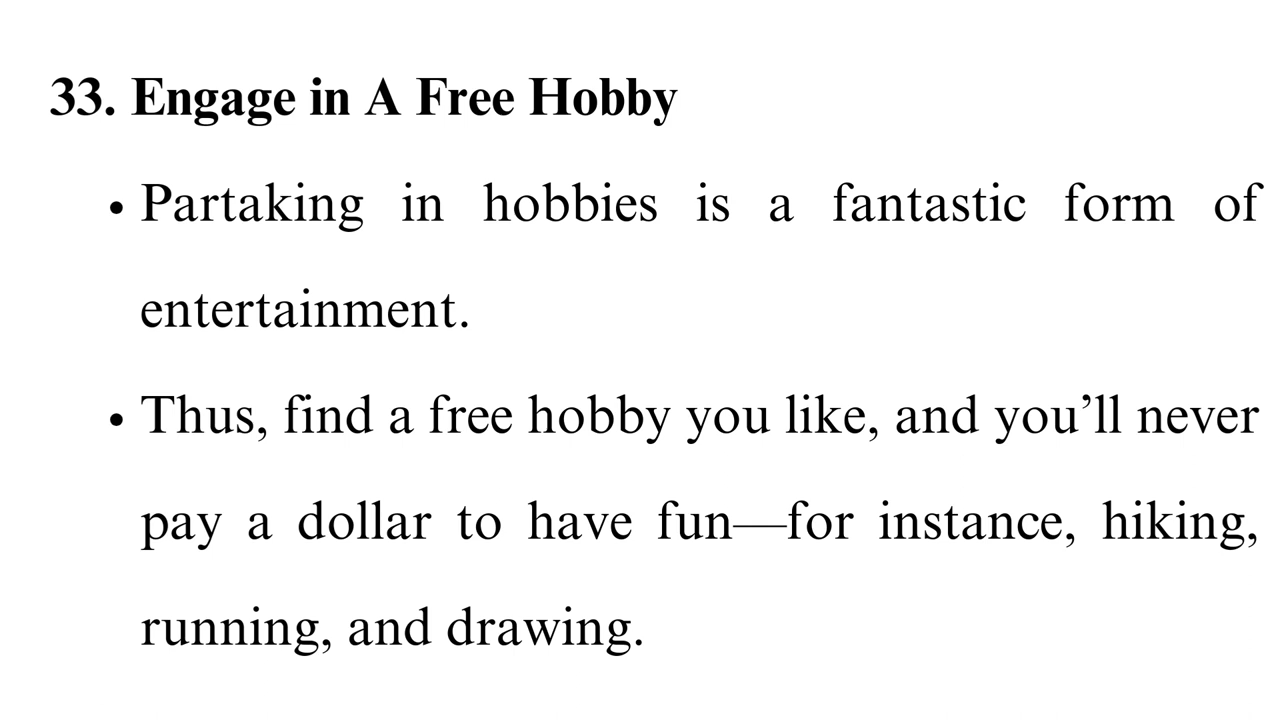 33. Engage in A Free Hobby
• Partaking in hobbies is a fantastic form of
entertainment.
• Thus, find a free hobby you like, and you’ll never
pay a dollar to have fun—for instance, hiking,
running, and drawing.